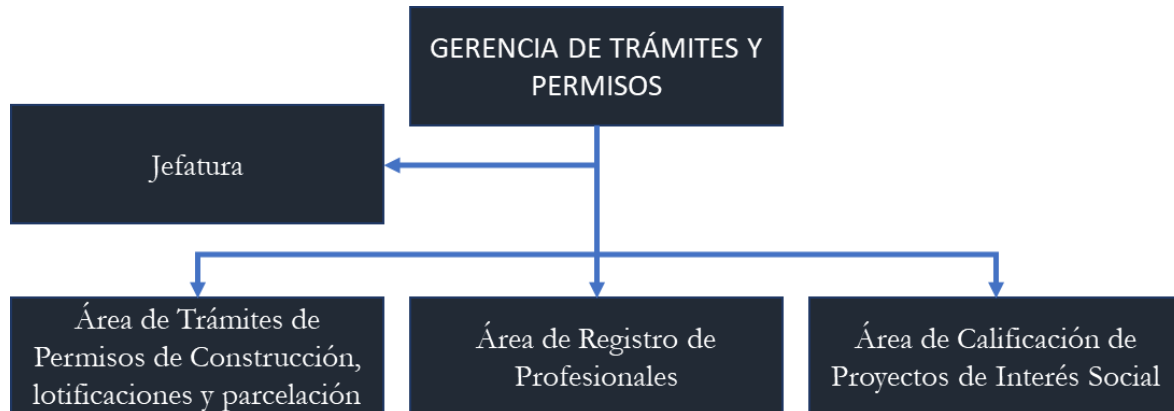 GERENCIA DE TRÁMITES Y
PERMISOS
Jefatura
Área de Trámites de
Permisos de Construcción,
lotificaciones y parcelación
Área de Registro de
Profesionales
Área de Calificación de
Proyectos de Interés Social